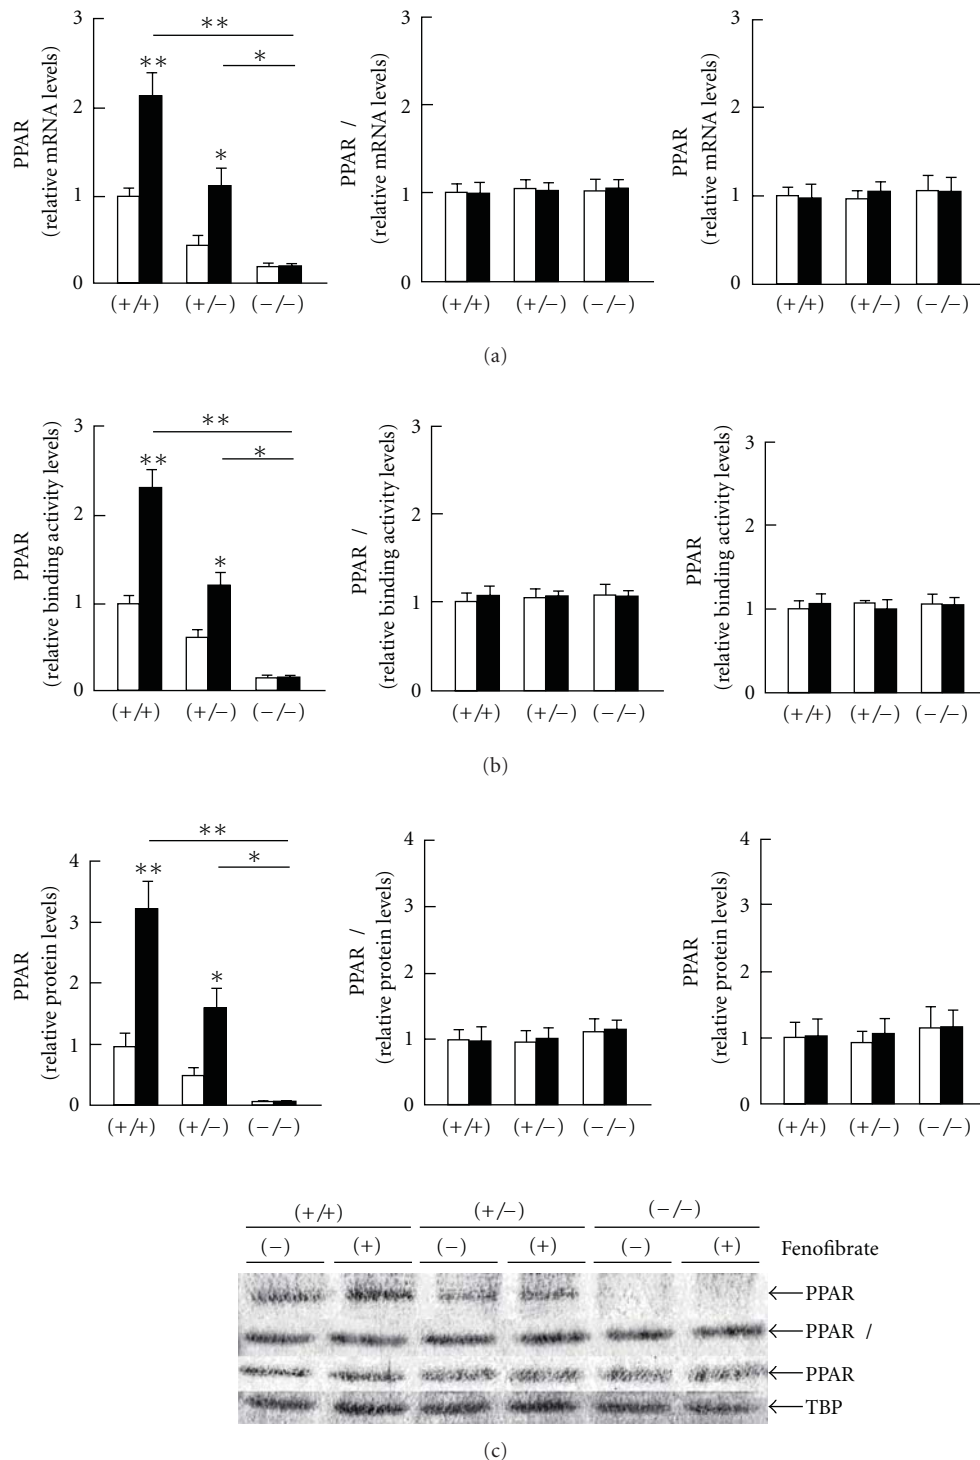 3
2
1
0
PPAR
(relative mRNA levels)
**
*
**
*
(+/+)
(+/−)
(−/−)
3
2
1
0
PPAR /
(relative mRNA levels)
(+/+)
(+/−)
(−/−)
3
2
1
0
PPAR
(relative mRNA levels)
(+/+)
(+/−)
(−/−)
(a)
3
2
1
0
PPAR
(relative binding activity levels)
**
*
**
*
(+/+)
(+/−)
(−/−)
3
2
1
0
PPAR /
(relative binding activity levels)
(+/+)
(+/−)
(−/−)
3
2
1
0
PPAR
(relative binding activity levels)
(+/+)
(+/−)
(−/−)
(b)
4
3
2
1
0
PPAR
(relative protein levels)
**
*
**
*
(+/+)
(+/−)
(−/−)
4
3
2
1
0
PPAR /
(relative protein levels)
(+/+)
(+/−)
(−/−)
4
3
2
1
0
PPAR
(relative protein levels)
(+/+)
(+/−)
(−/−)
(+/+) (+/−) (−/−)
(−) (+) (−) (+) (−) (+) Fenofibrate
←PPAR
←PPAR /
←PPAR
←TBP
(c)